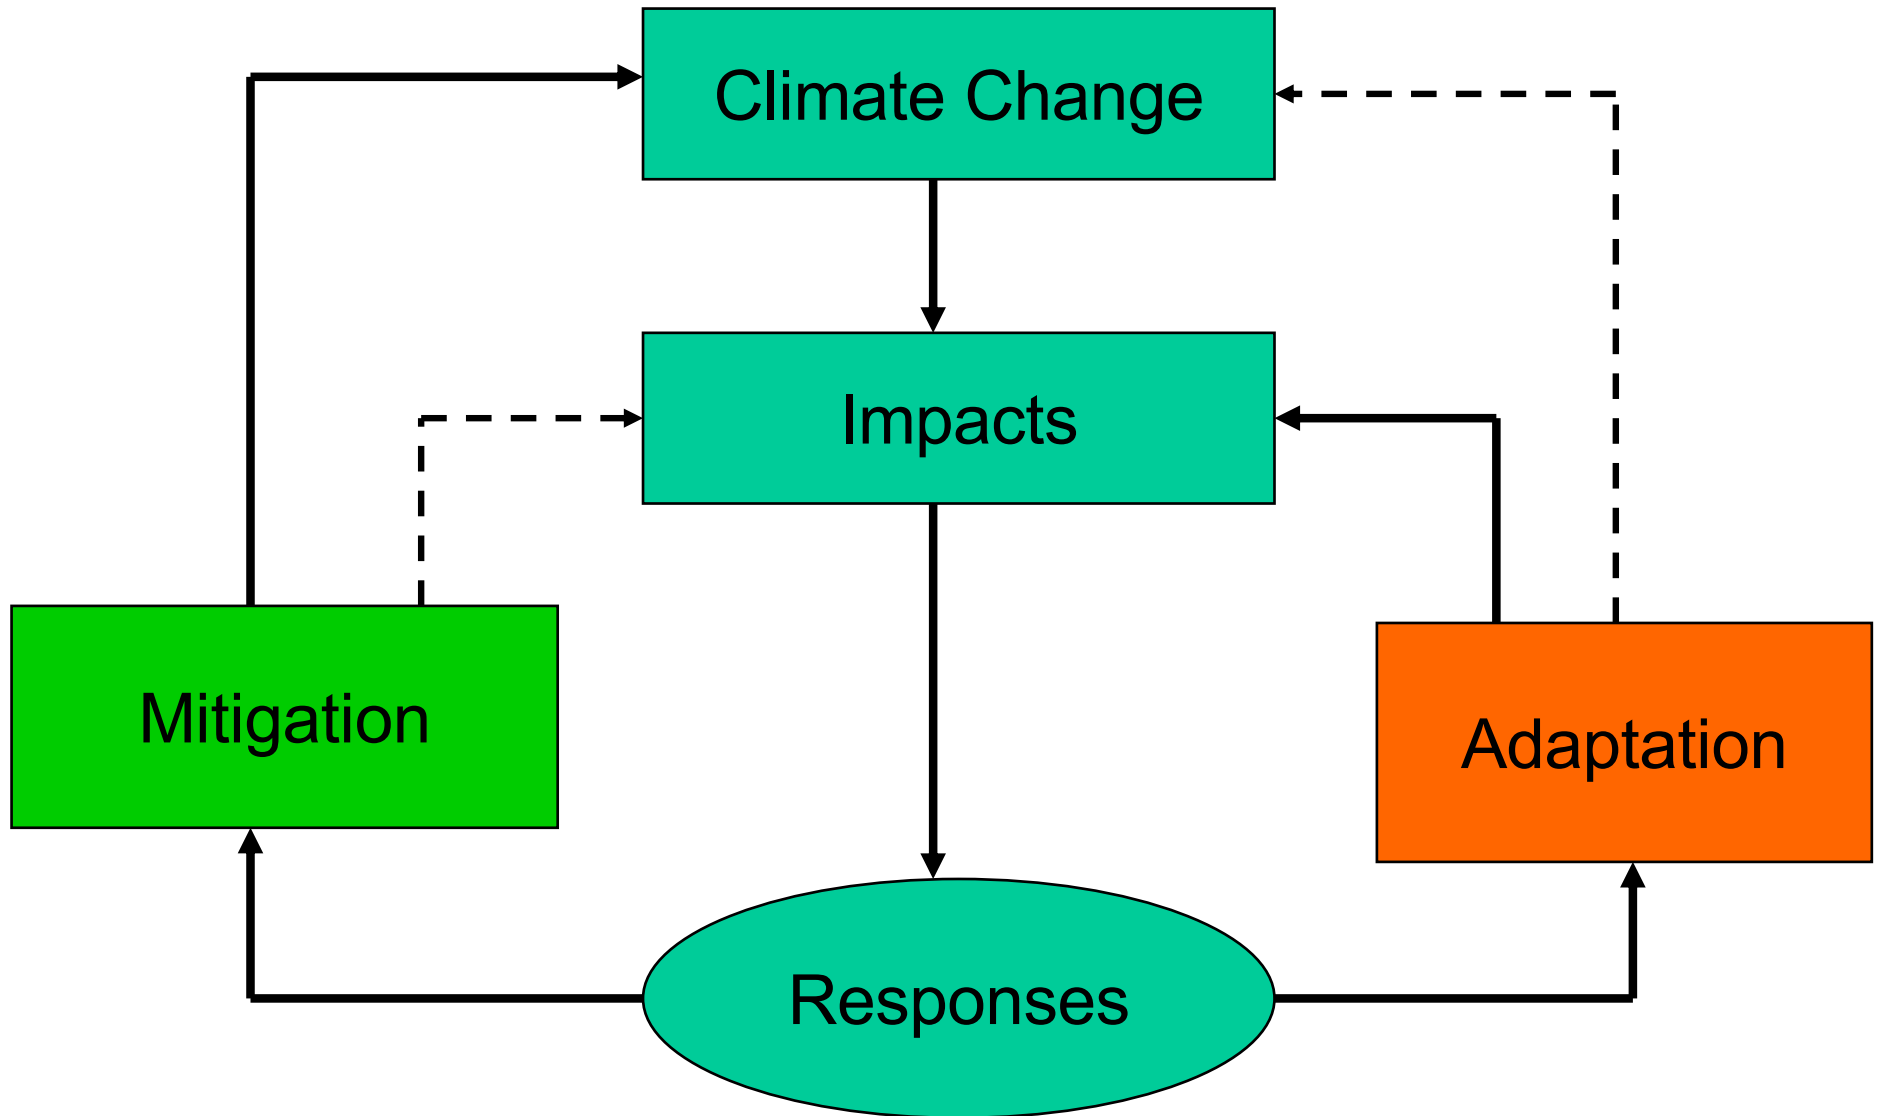 Climate Change
Impacts
Mitigation
Adaptation
Responses